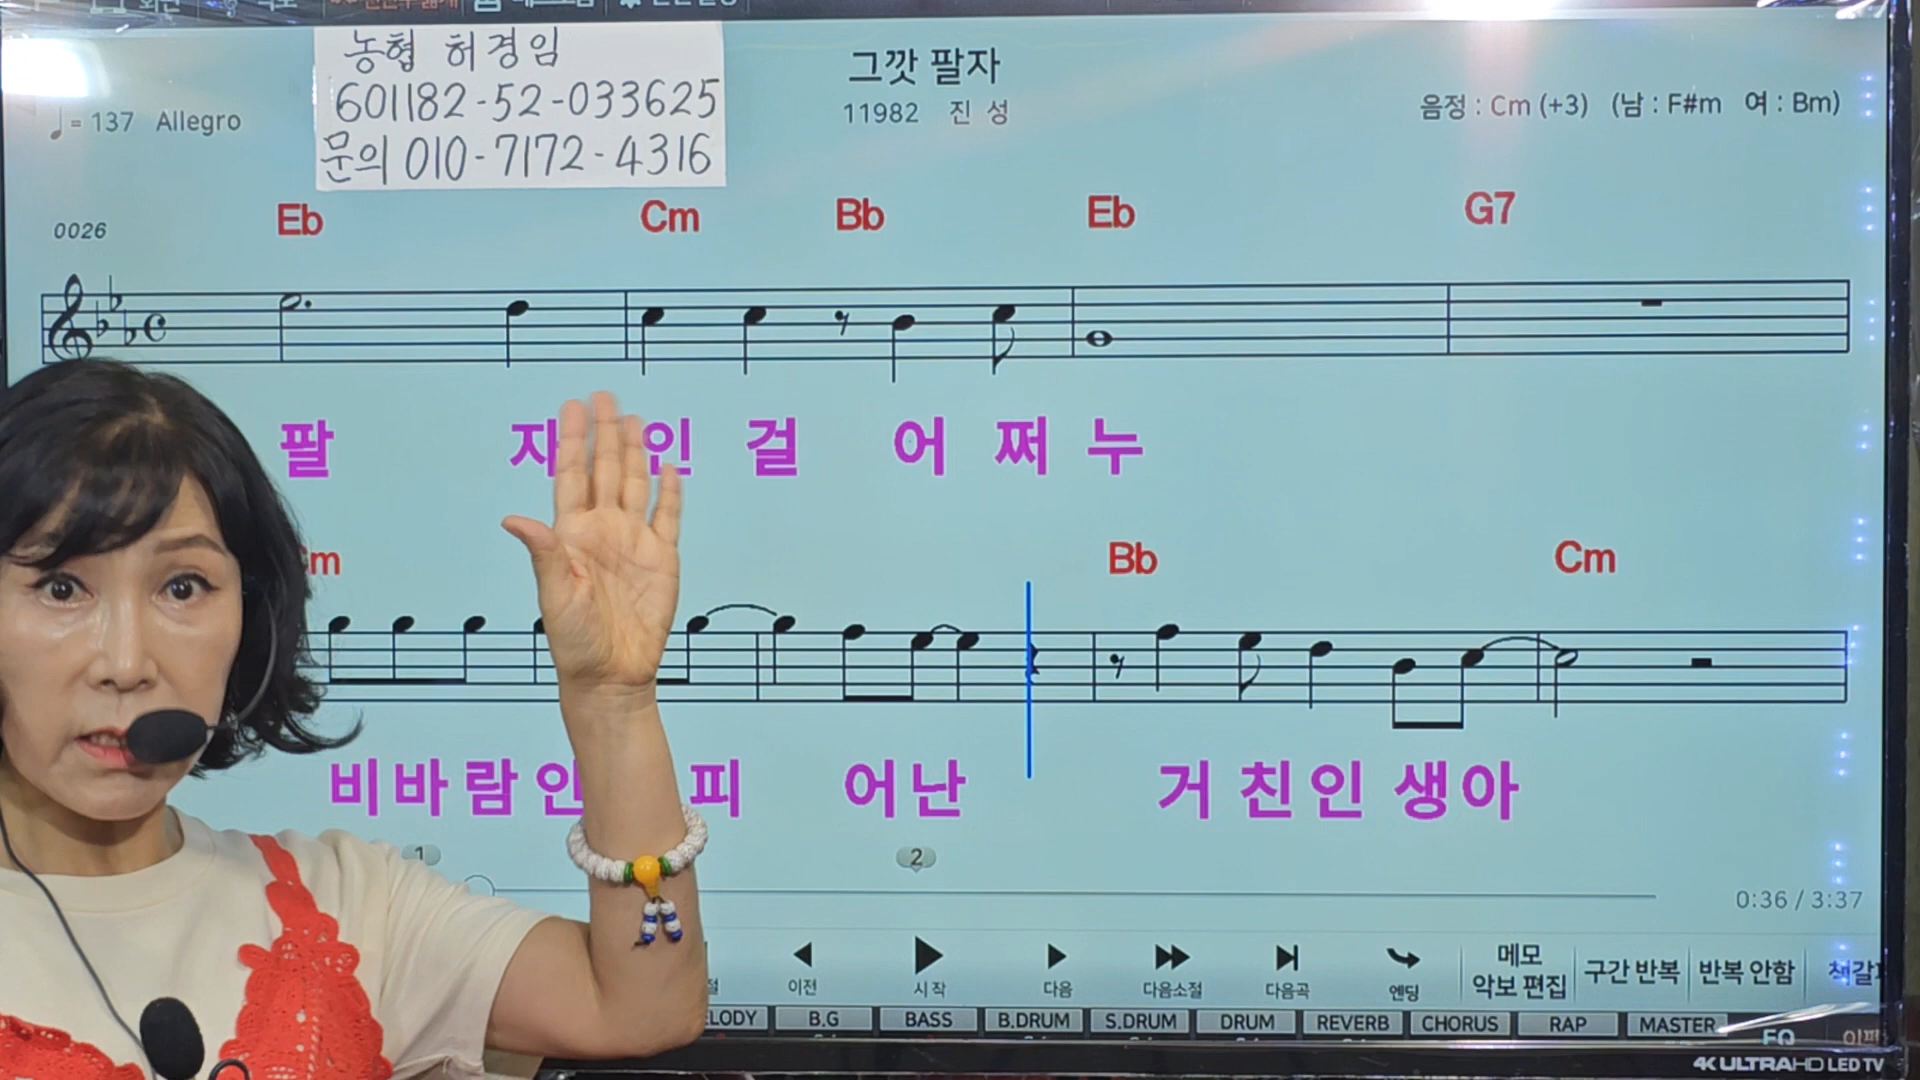 농협 허경임
601182-52-033625
문의 010-7172-4316
그깟 팔자
11982 진 성
♩= 137 Allegro
음정 : Cm (+3) (남 : F#m 여 : Bm)
0026
Eb Cm Bb Eb G7
팔 자 인 걸 어 쩌 누
Bb Cm
비 바 람 안 피 어 난 거 친 인 생 아
1 2
0:36 / 3:37
이전 시작 다음 다음소절 다음곡 엔딩
메모
악보 편집 구간 반복 반복 안함
B.G BASS B.DRUM S.DRUM DRUM REVERB CHORUS RAP MASTER EQ
4K ULTRA HD LED TV